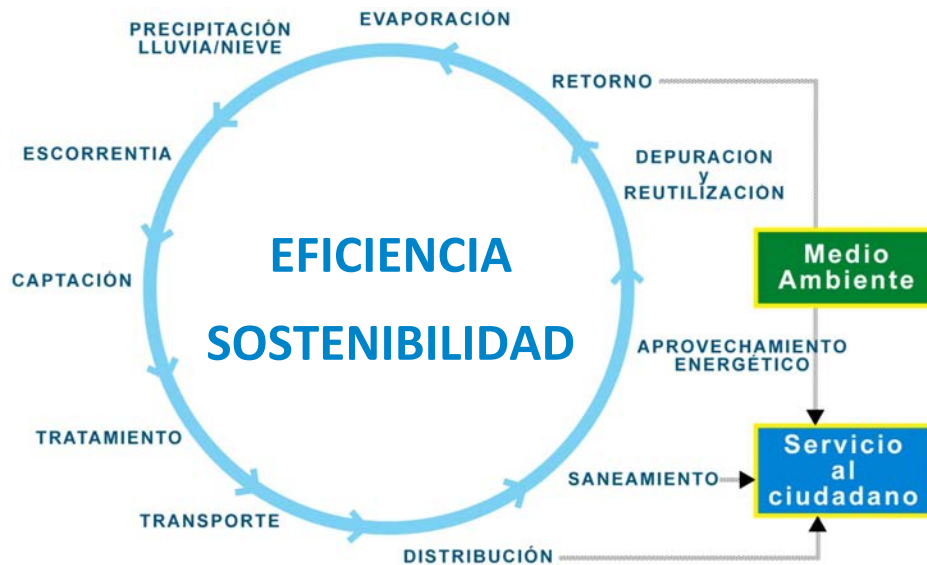 EVAPORACIÓN
PRECIPITACIÓN
LLUVIA/NIEVE
RETORNO
ESCORRENTIA
DEPURACION
y
REUTILIZACIÓN
EFICIENCIA
SOSTENIBILIDAD
Medio
Ambiente
CAPTACIÓN
APROVECHAMIENTO
ENERGÉTICO
TRATAMIENTO
Servicio
al
ciudadano
SANEAMIENTO
TRANSPORTE
DISTRIBUCIÓN